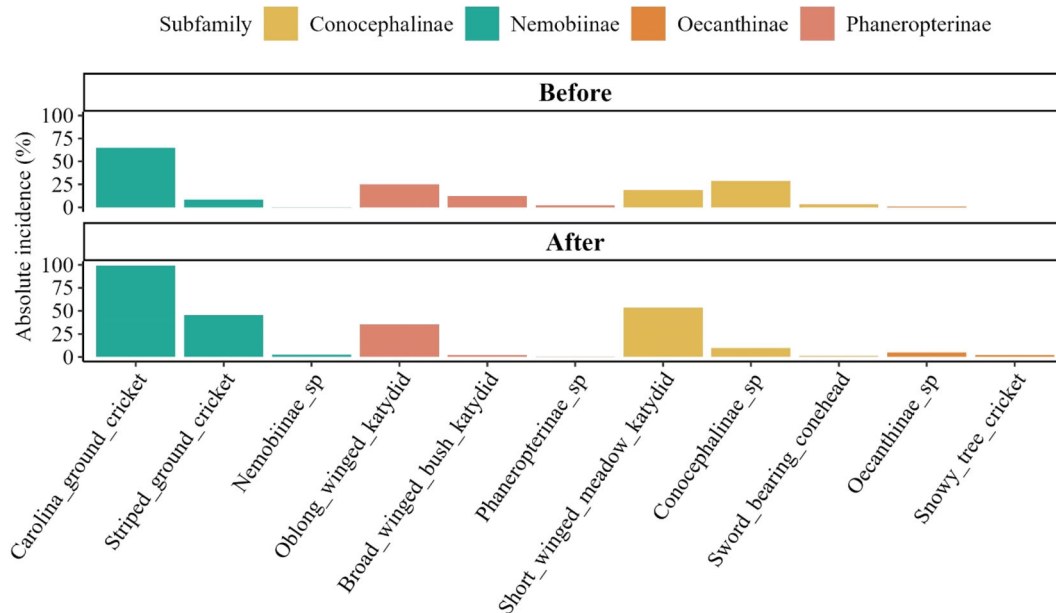 Subfamily Conocephalinae Nemobiinae Oecanthinae Phaneropterinae
Before
100
75
50
25
0
After
100
75
50
25
0
Absolute incidence (%)
Carolina_ground_cricket
Striped_ground_cricket
Nemobiinae_sp
Oblong_winged_katydid
Broad_winged_bush_katydid
Phaneropterinae_sp
Short_winged_meadow_katydid
Conocephalinae_sp
Sword_bearing_conehead
Oecanthinae_sp
Snowy_tree_cricket